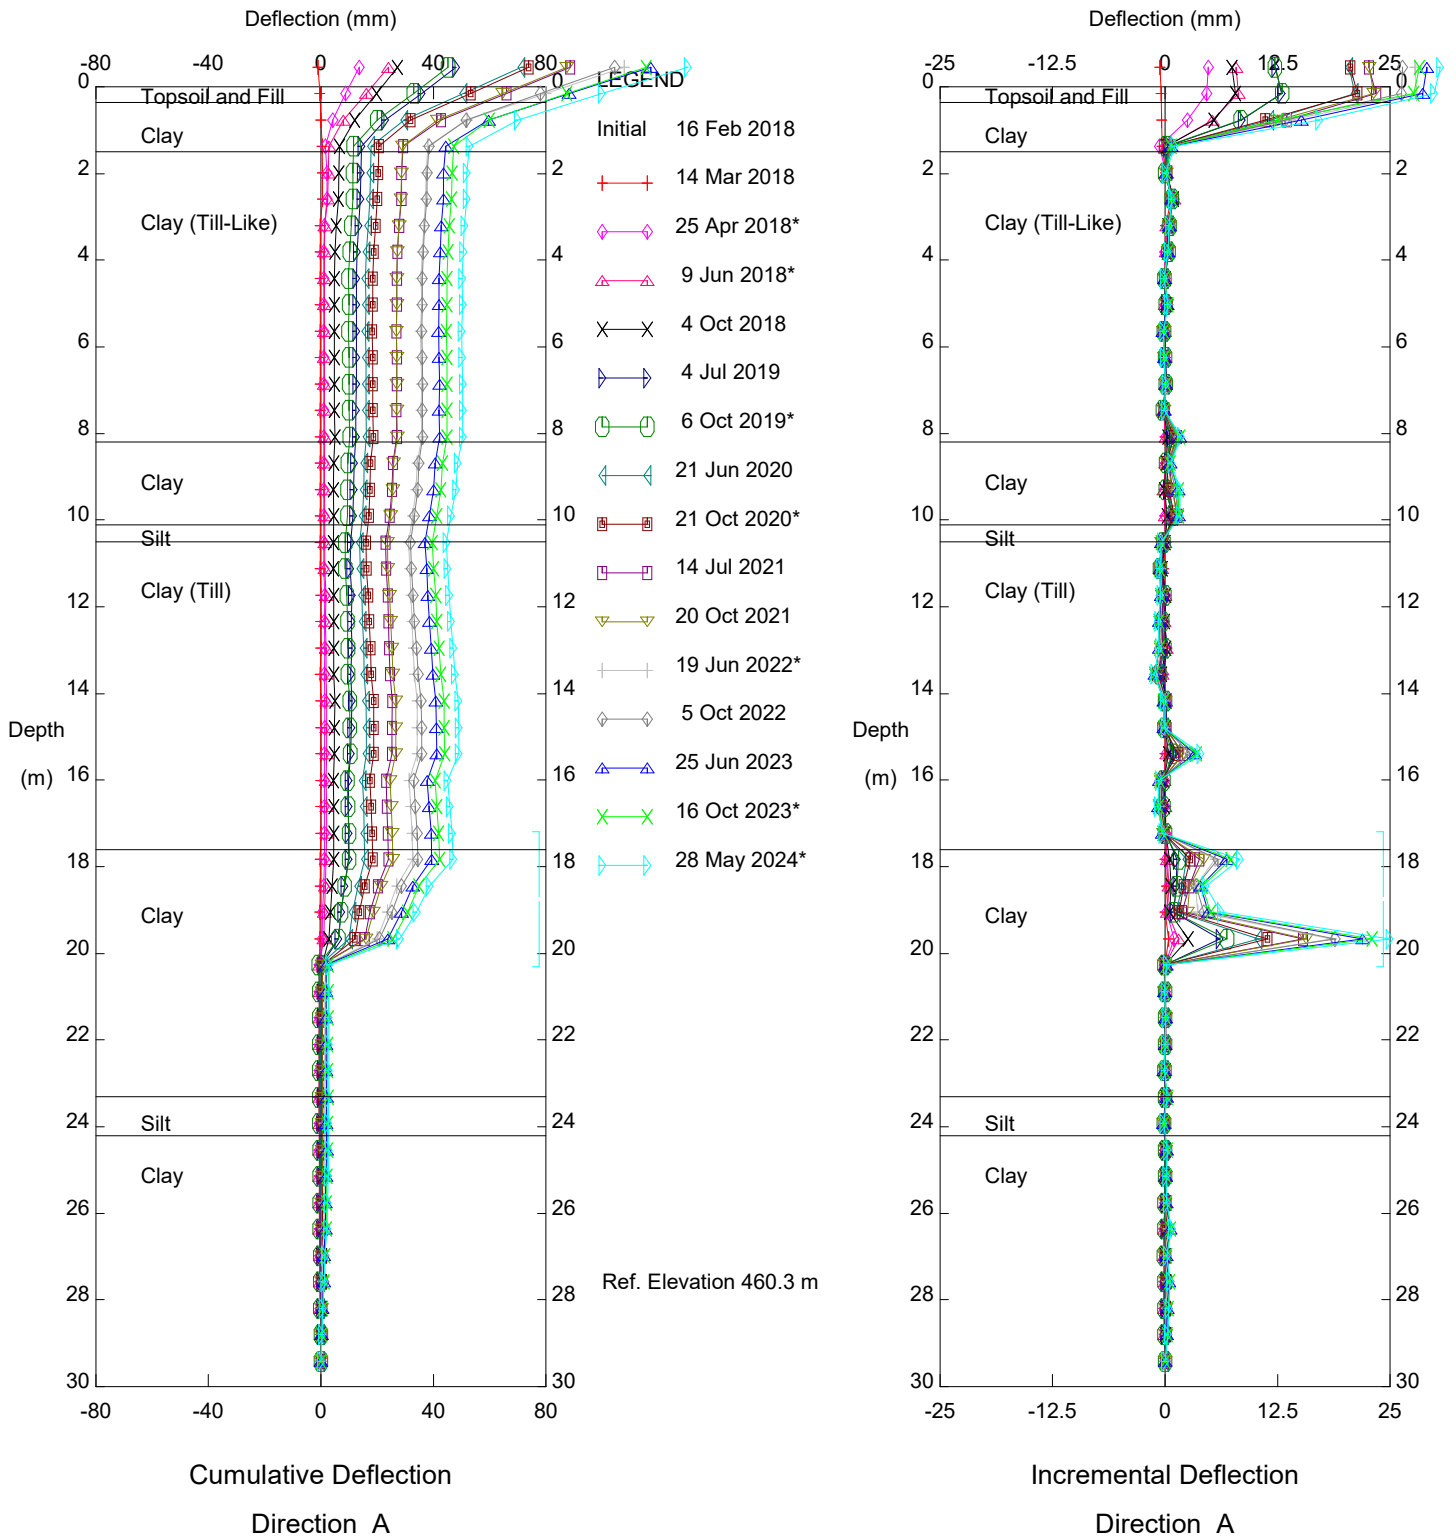 Deflection (mm)
-80 -40 0 40 80
0 0
Topsoil and Fill
Clay
2 2
Clay (Till-Like)
4 4
6 6
8 8
Clay
10 10
Silt
Clay (Till)
12 12
14 14
Depth
(m)
16 16
18 18
Clay
20 20
22 22
24 24
Silt
Clay
26 26
28 28
30 30
-80 -40 0 40 80
Cumulative Deflection
Direction A
LEGEND
Initial 16 Feb 2018
14 Mar 2018
25 Apr 2018*
9 Jun 2018*
4 Oct 2018
4 Jul 2019
6 Oct 2019*
21 Jun 2020
21 Oct 2020*
14 Jul 2021
20 Oct 2021
19 Jun 2022*
5 Oct 2022
25 Jun 2023
16 Oct 2023*
28 May 2024*
Ref. Elevation 460.3 m
Deflection (mm)
-25 -12.5 0 12.5 25
0 0
Topsoil and Fill
Clay
2 2
Clay (Till-Like)
4 4
6 6
8 8
Clay
10 10
Silt
Clay (Till)
12 12
14 14
Depth
(m)
16 16
18 18
Clay
20 20
22 22
24 24
Silt
Clay
26 26
28 28
30 30
-25 -12.5 0 12.5 25
Incremental Deflection
Direction A